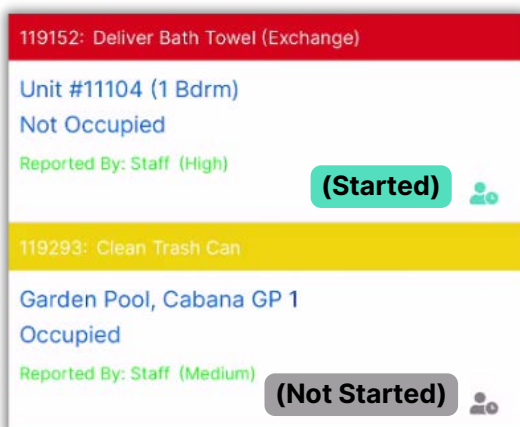 119152: Deliver Bath Towel (Exchange)
Unit #11104 (1 Bdrm)
Not Occupied
Reported By: Staff (High)
(Started)
119293: Clean Trash Can
Garden Pool, Cabana GP 1
Occupied
Reported By: Staff (Medium)
(Not Started)